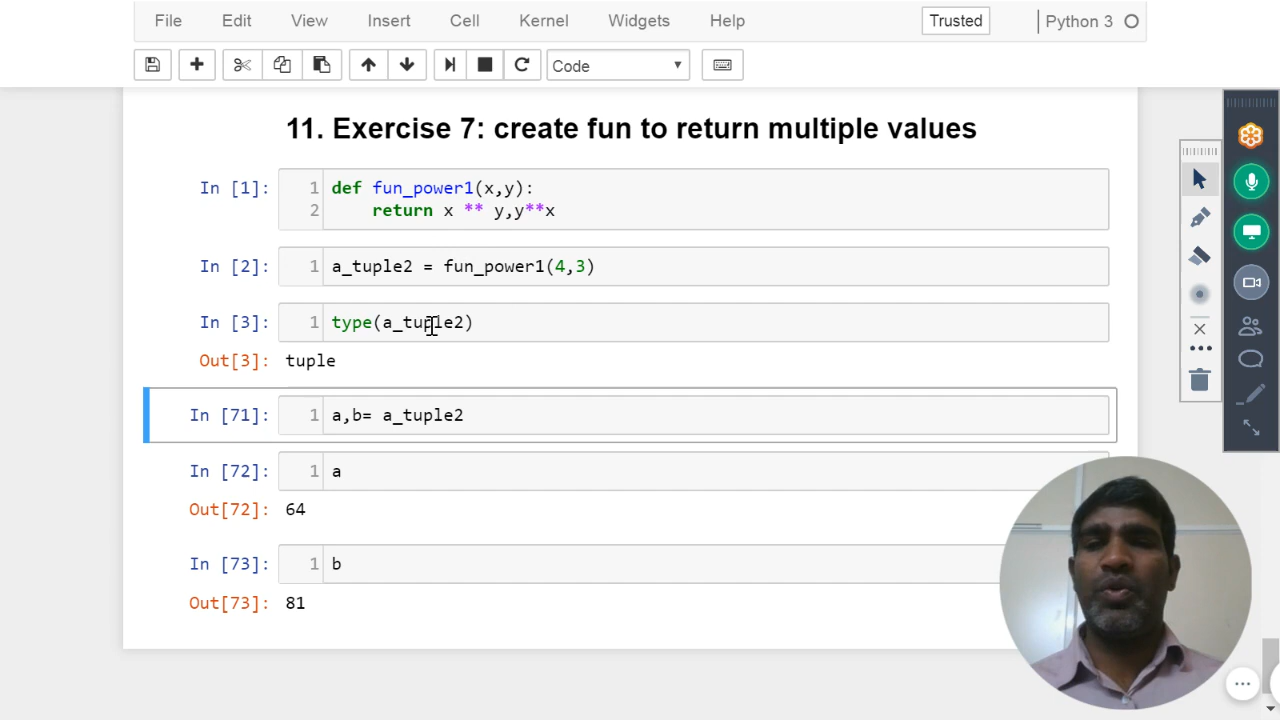 File Edit View Insert Cell Kernel Widgets Help Trusted Python 3
Code
11. Exercise 7: create fun to return multiple values
In [1]: 1 def fun_power1(x,y):
2 return x ** y,y**x
In [2]: 1 a_tuple2 = fun_power1(4,3)
In [3]: 1 type(a_tuple2)
Out[3]: tuple
In [71]: 1 a,b= a_tuple2
In [72]: 1 a
Out[72]: 64
In [73]: 1 b
Out[73]: 81